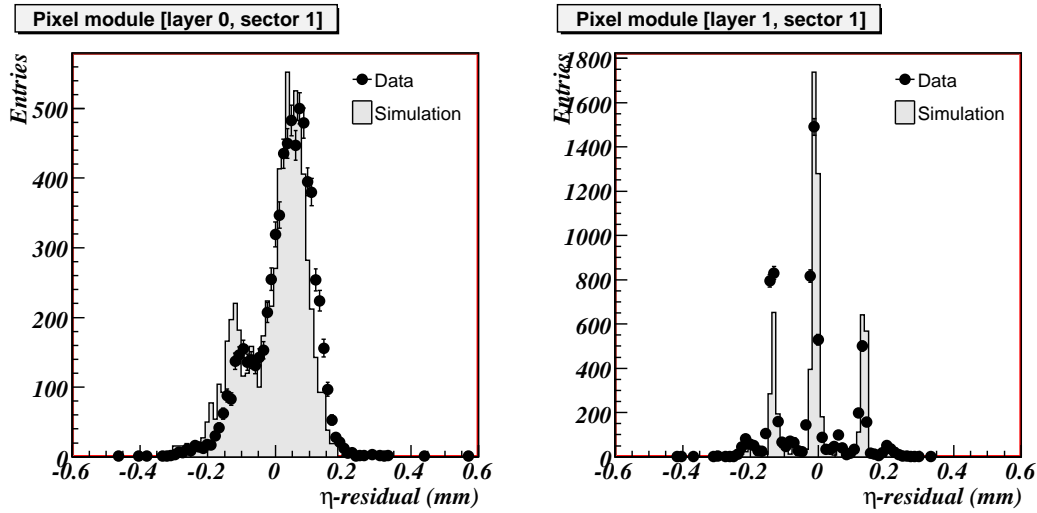 Pixel module [layer 0, sector 1]
Entries
500
400
300
200
100
0
-0.6 -0.4 -0.2 0 0.2 0.4 0.6
η-residual (mm)
Data
Simulation
Pixel module [layer 1, sector 1]
Entries
1800
1600
1400
1200
1000
800
600
400
200
0
-0.6 -0.4 -0.2 0 0.2 0.4 0.6
η-residual (mm)
Data
Simulation